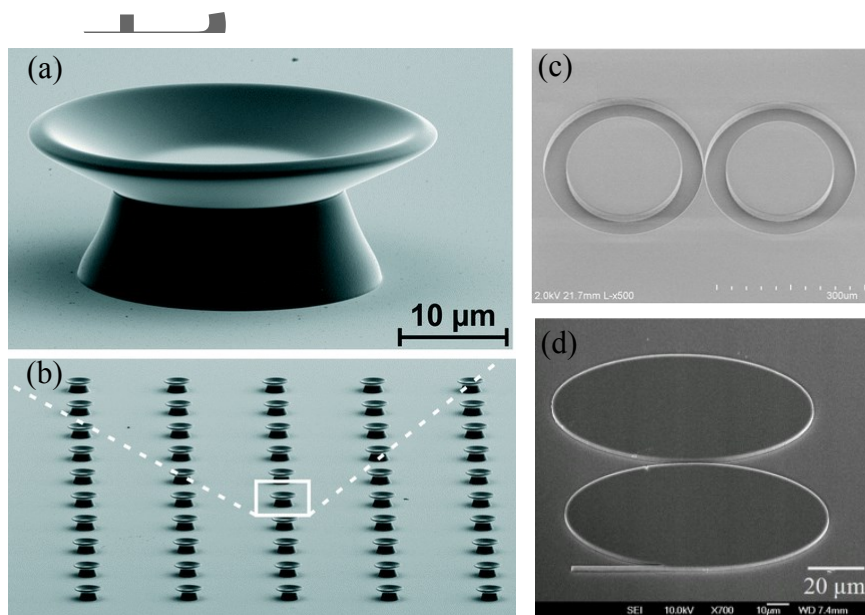 (a)
10 µm
(b)
(c)
2.0kV 21.7mm L-x500
300um
(d)
20 µm
SEI 10.0kV X700 10µm WD 7.4mm